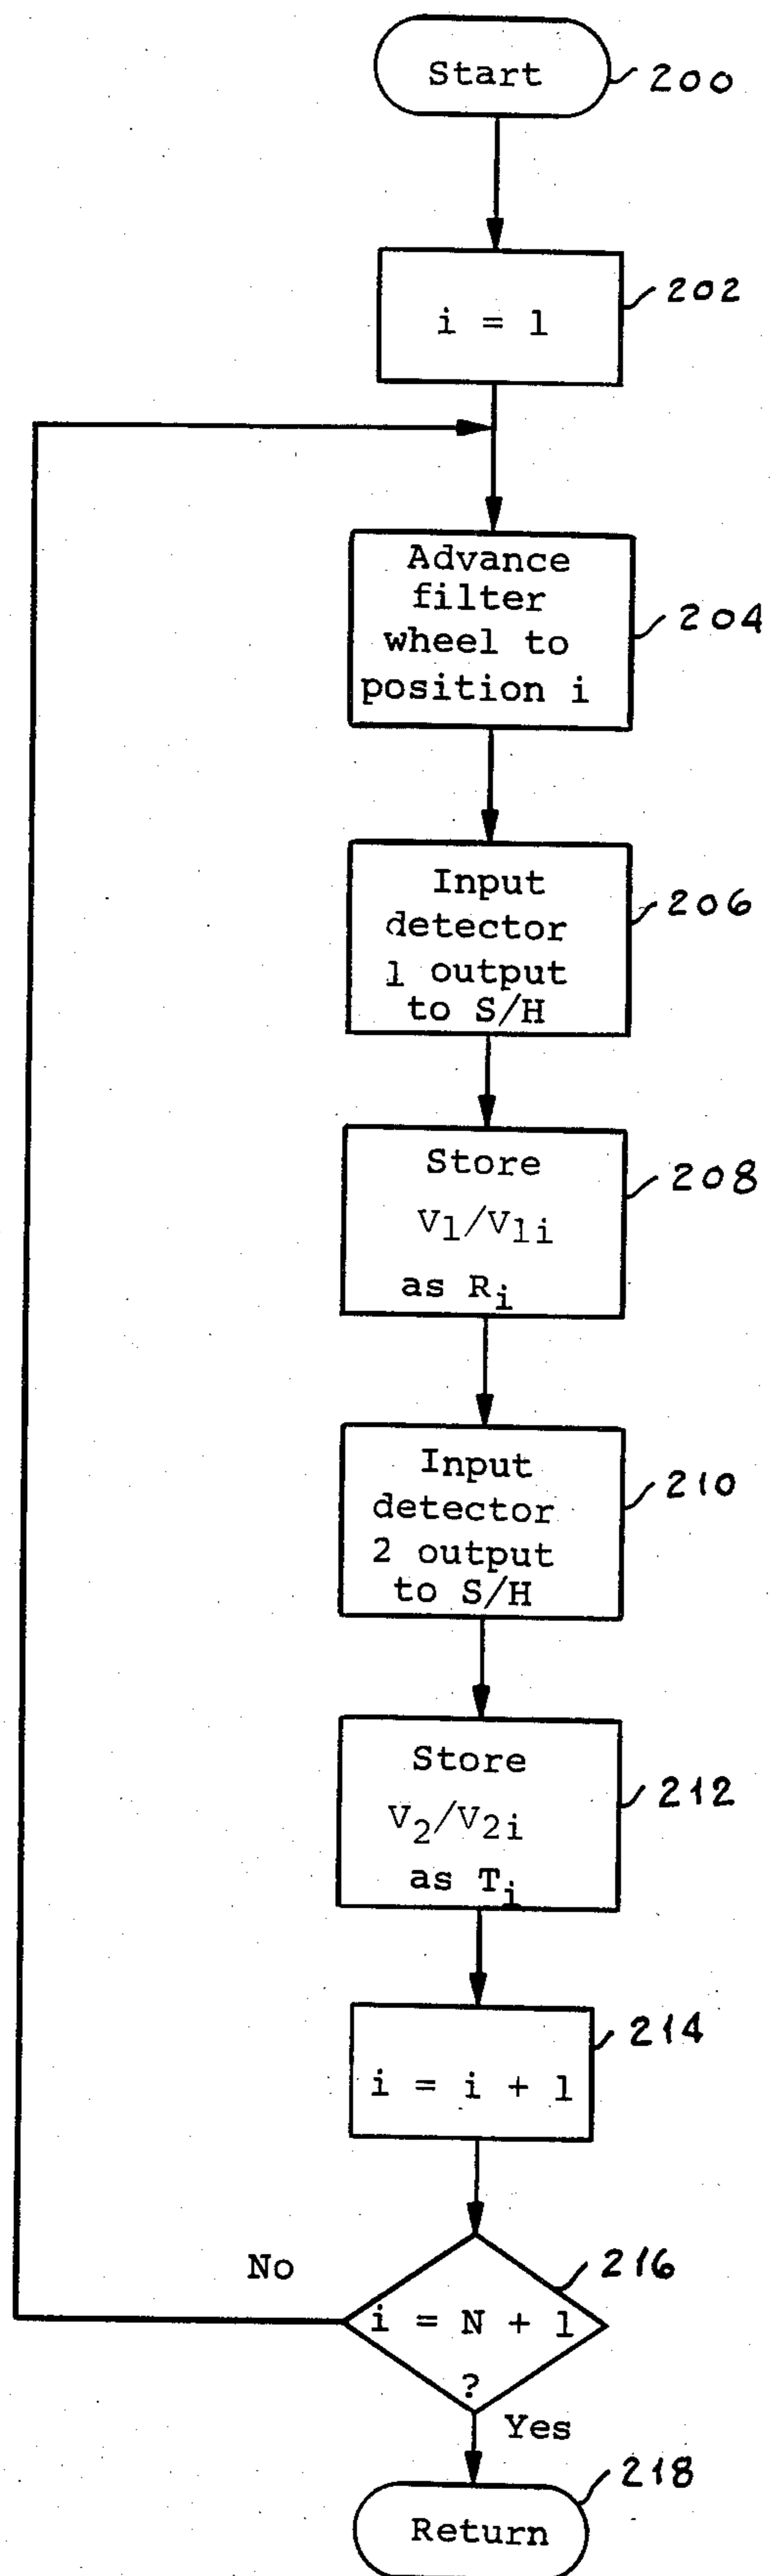 Start
200
i = 1
202
Advance
filter
wheel to
position i
204
Input
detector
1 output
to S/H
206
Store
V1/V1i
as Ri
208
Input
detector
2 output
to S/H
210
Store
V2/V2i
as Ti
212
i = i + 1
214
216
No
i = N + 1
?
Yes
218
Return